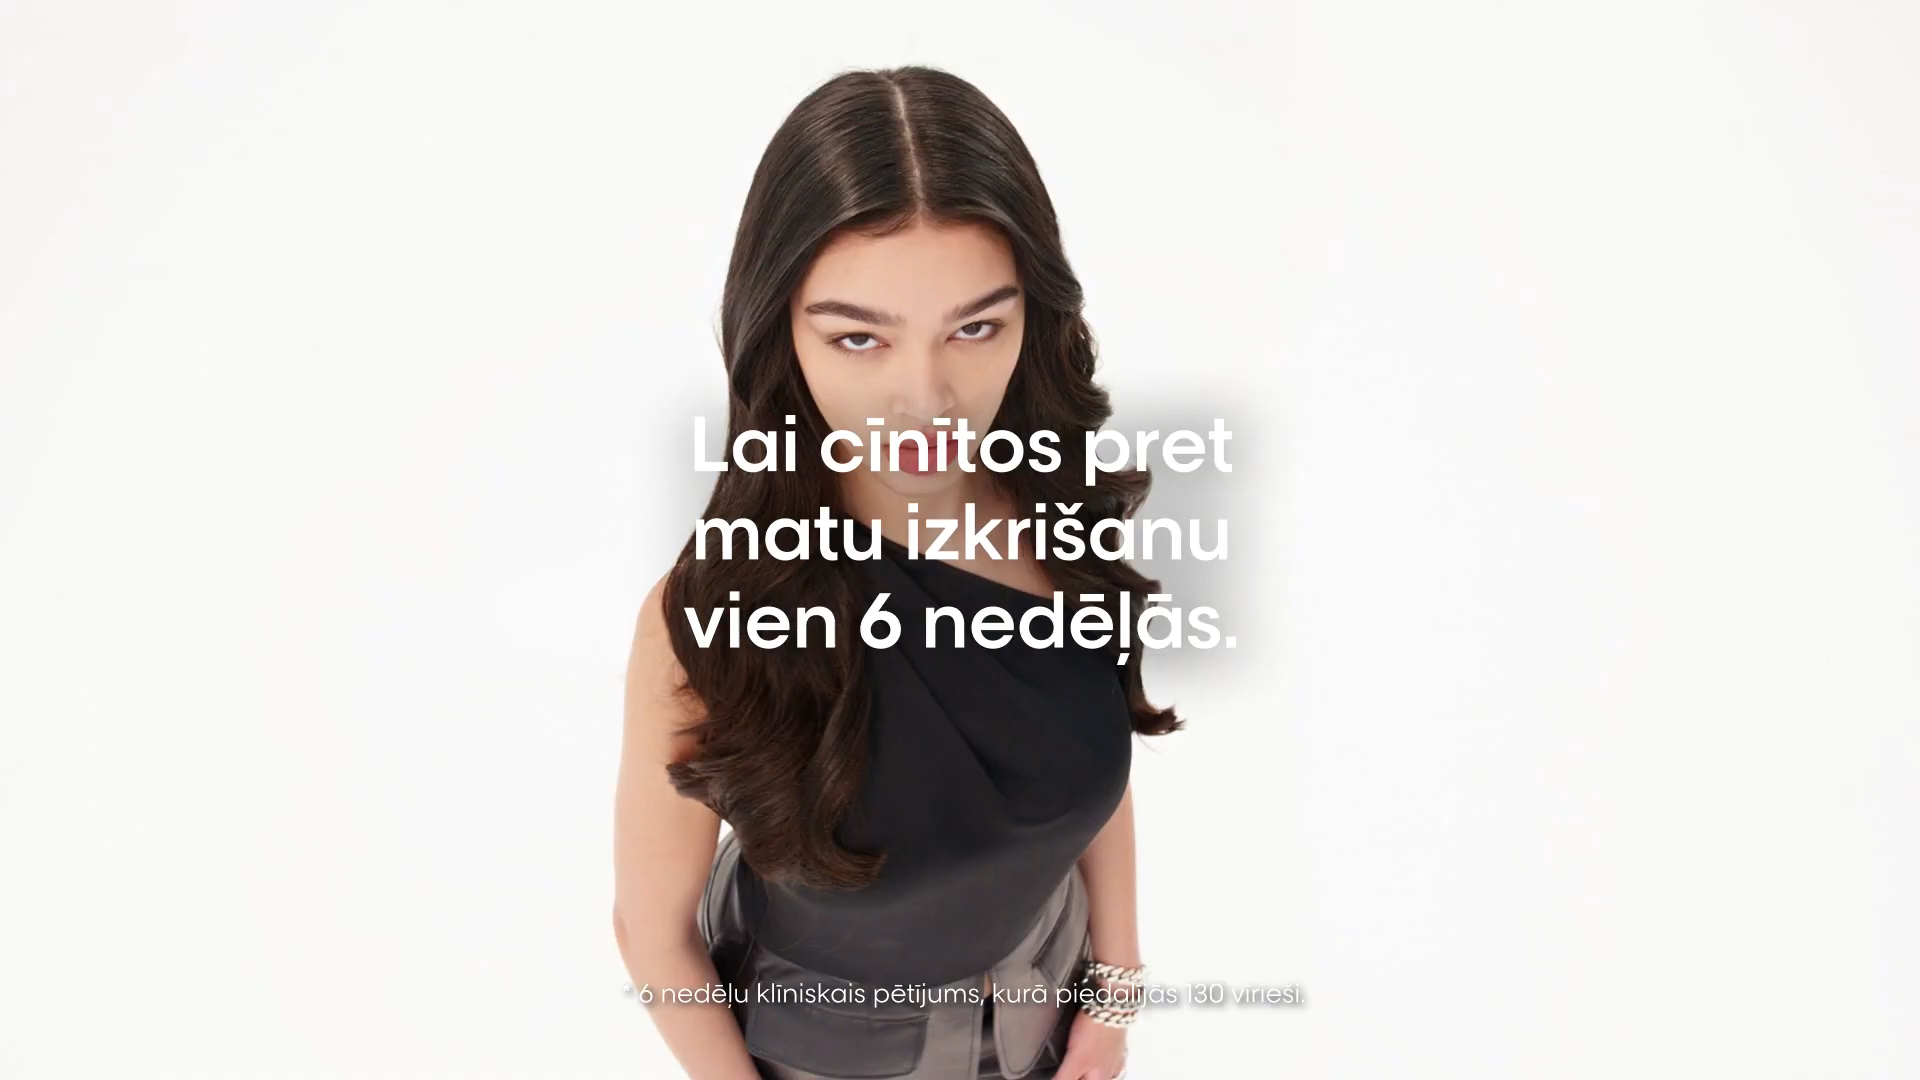 Lai cīnītos pret
matu izkrišanu
vien 6 nedēļās.
* 6 nedēļu klīniskais pētījums, kurā piedalījās 130 vīrieši.